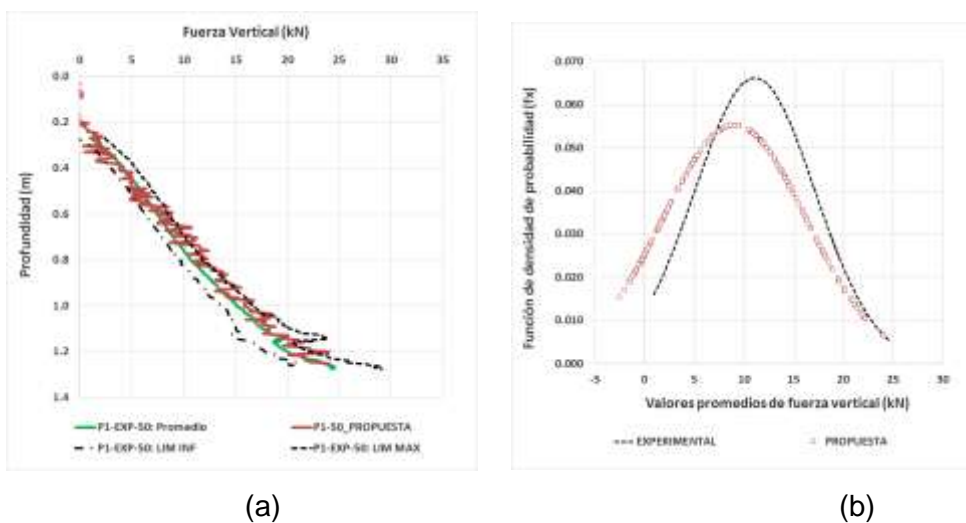 Fuerza Vertical (kN)
0 5 10 15 20 25 30 35
0.0
0.2
0.4
0.6
0.8
1.0
1.2
1.4
Profundidad (m)
P1-EXP-50: Promedio
P1-50_PROPUESTA
P1-EXP-50: LIM INF
P1-EXP-50: LIM MAX
(a)
Función de densidad de probabilidad (fx)
0.070
0.060
0.050
0.040
0.030
0.020
0.010
0.000
-5 0 5 10 15 20 25 30
Valores promedios de fuerza vertical (kN)
EXPERIMENTAL
PROPUESTA
(b)